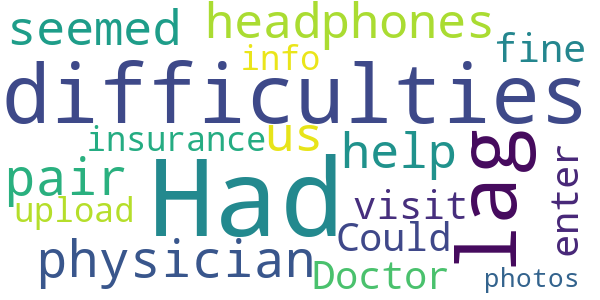 seemed headphones
info fine
difficulties
insurance us
pair Had help lag enter
upload visit
physician Could
Doctor photos